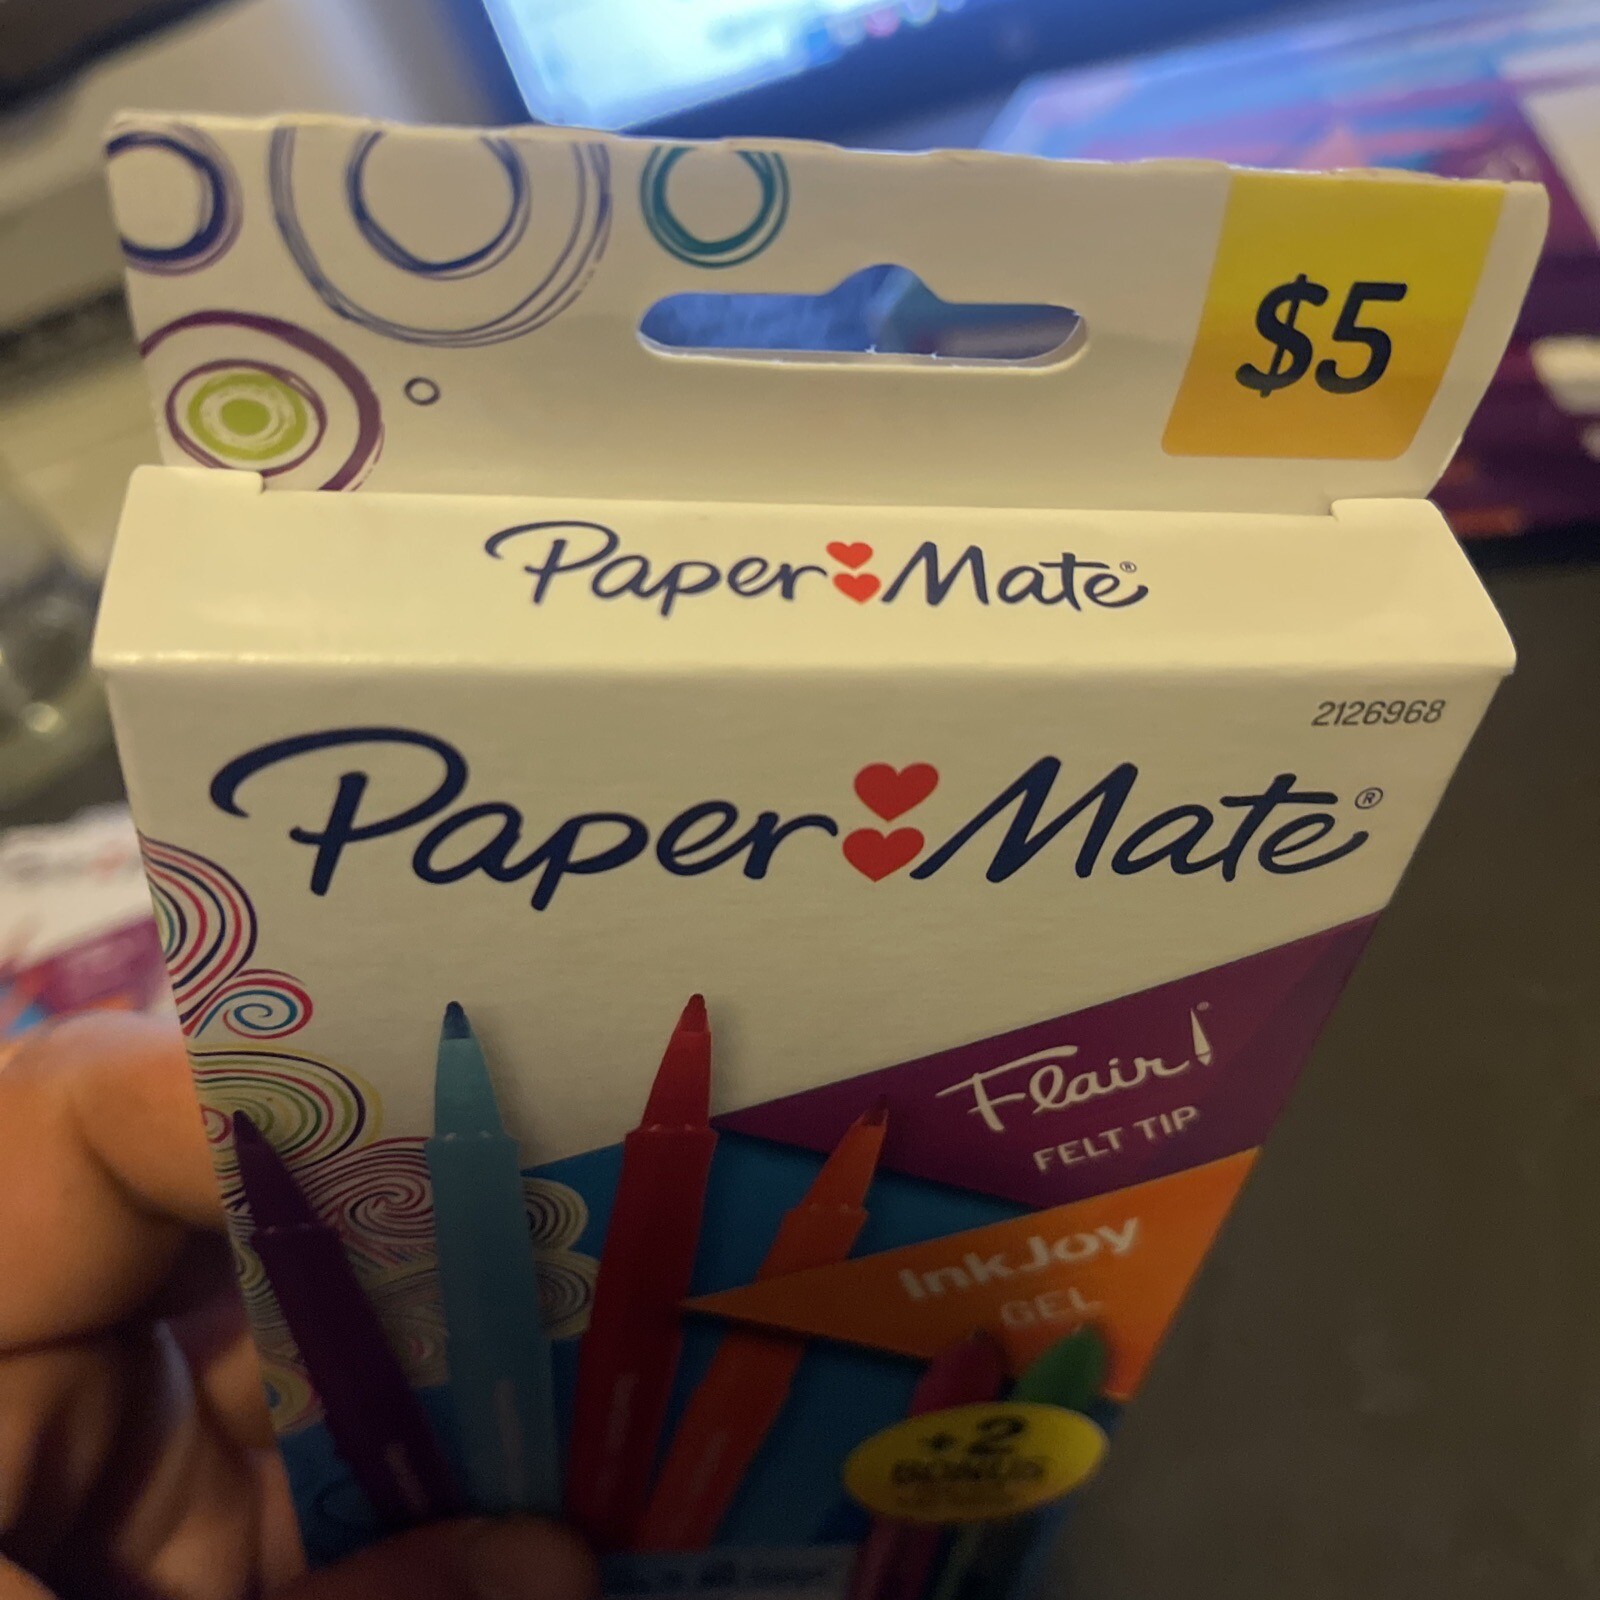 $5
Paper Mate®
2126968
Paper Mate®
Flair!
FELT TIP
InkJoy
GEL
+2
BONUS